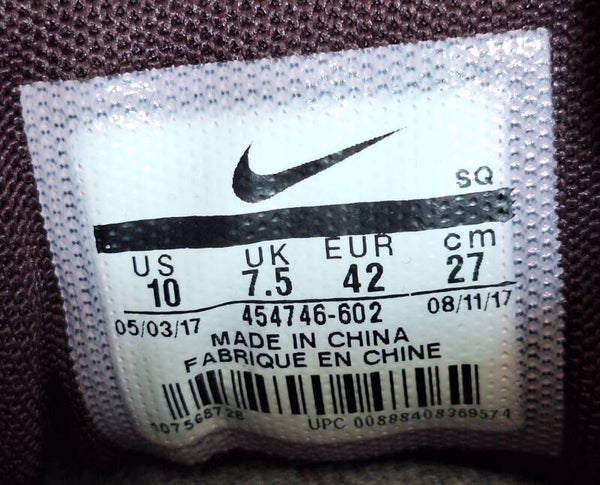 SQ
US UK EUR cm
10 7.5 42 27
05/03/17 454746-602 08/11/17
MADE IN CHINA
FABRIQUE EN CHINE
107568728 UPC 00888408369574